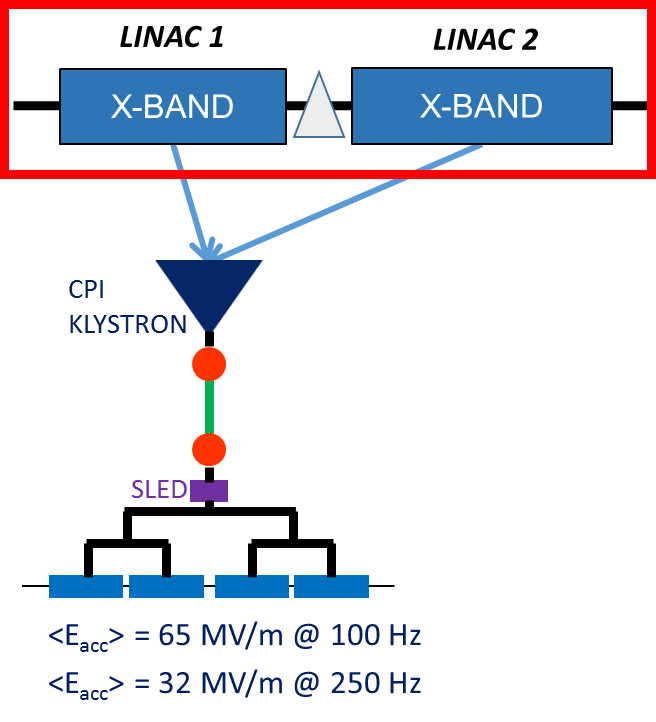 LINAC 1
LINAC 2
X-BAND
X-BAND
CPI
KLYSTRON
SLED
<Eacc> = 65 MV/m @ 100 Hz
<Eacc> = 32 MV/m @ 250 Hz